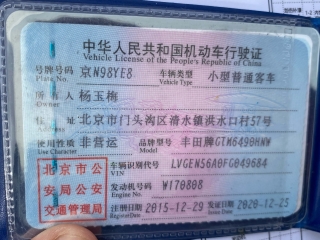 中华人民共和国机动车行驶证
Vehicle License of the People's Republic of China
号牌号码 京N98YE8 车辆类型 小型普通客车
Plate No. Vehicle Type
所有人 杨玉梅
Owner
住址 北京市门头沟区清水镇洪水口村57号
Address
使用性质 非营运 品牌型号 丰田牌GTM6490HNW
Use Character Model
北京市公安局公安交通管理局
车辆识别代号 LVGEN56A8FG049684
VIN
发动机号码 W170808
Engine No.
注册日期 2015-12-29 发证日期 2020-12-25
Register Date Issue Date